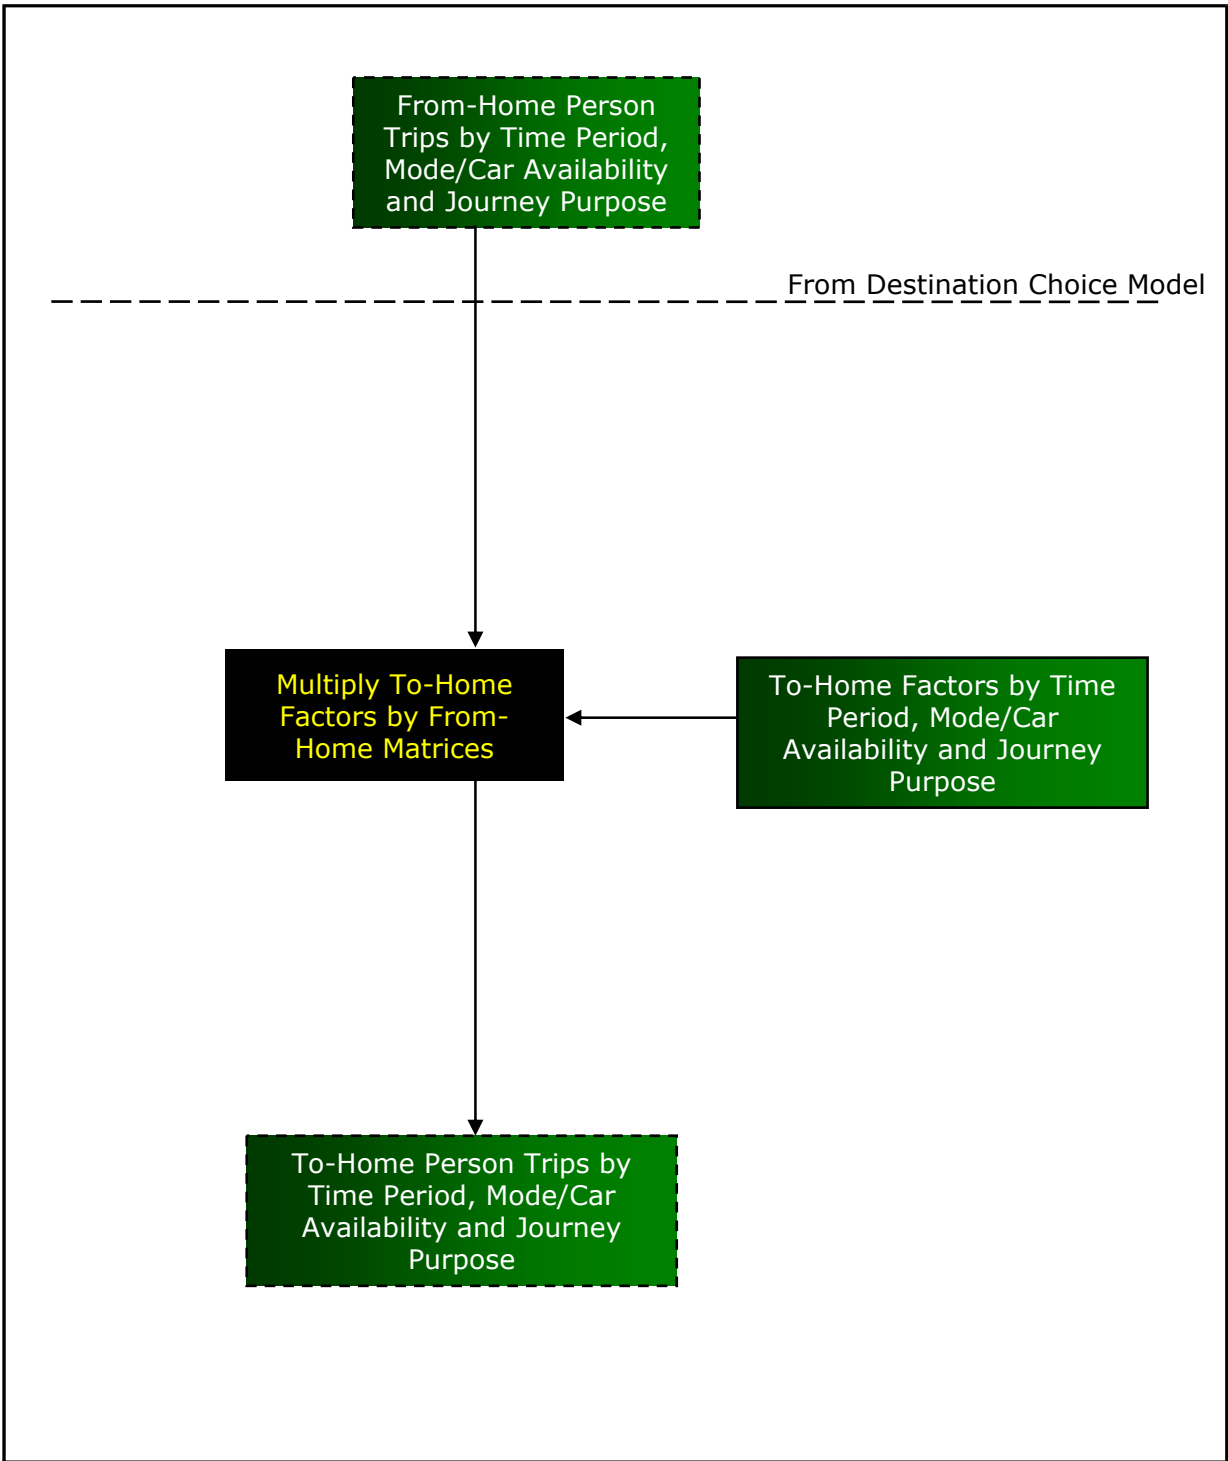 From-Home Person
Trips by Time Period,
Mode/Car Availability
and Journey Purpose
From Destination Choice Model
Multiply To-Home
Factors by From-
Home Matrices
To-Home Factors by Time
Period, Mode/Car
Availability and Journey
Purpose
To-Home Person Trips by
Time Period, Mode/Car
Availability and Journey
Purpose